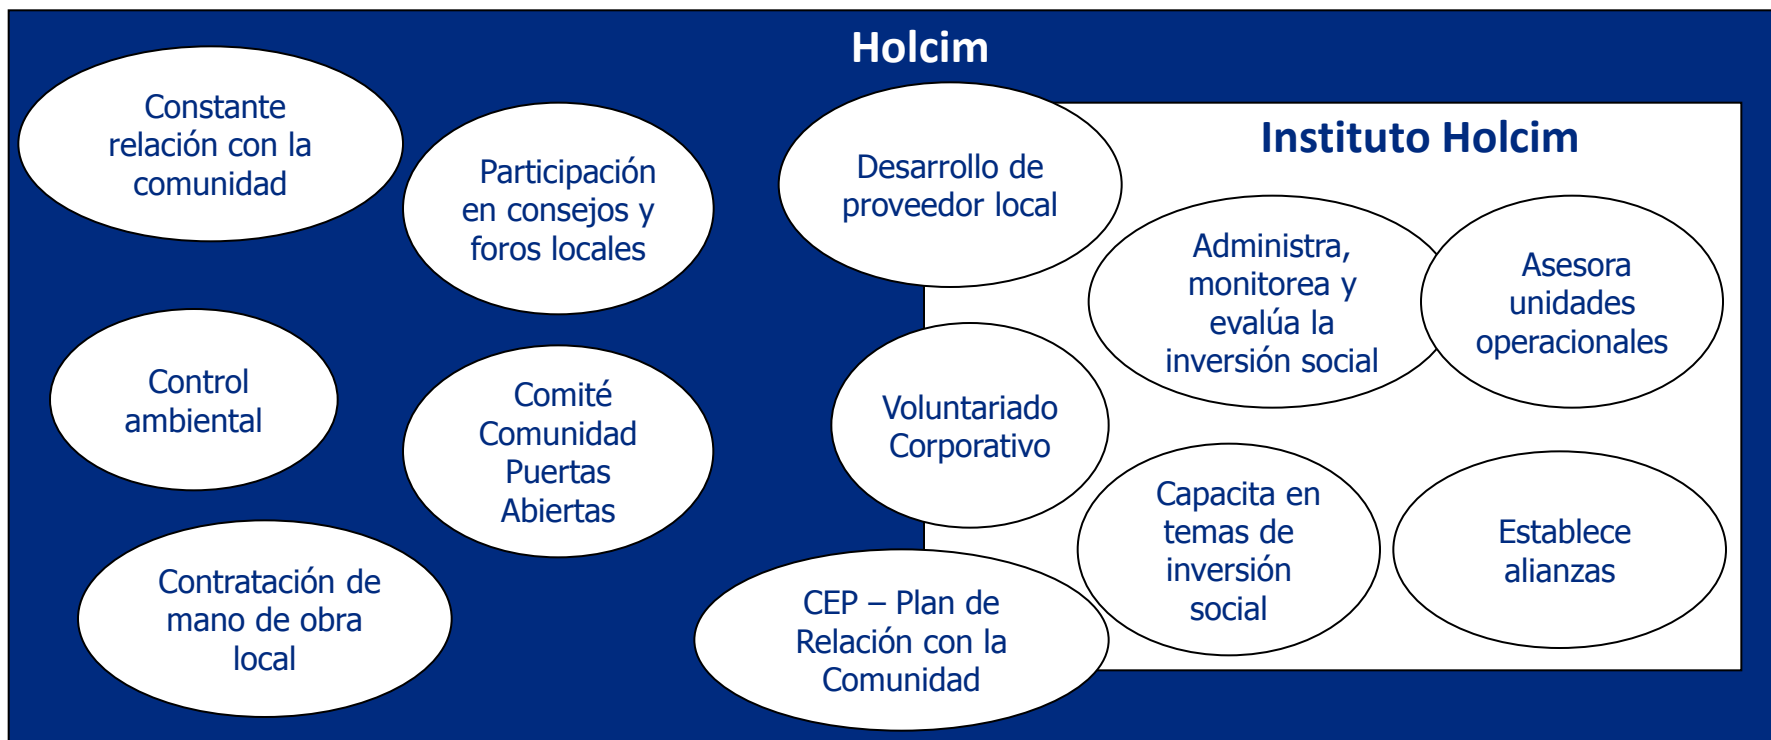 Holcim
Constante
relación con la
comunidad
Participación
en consejos y
foros locales
Desarrollo de
proveedor local
Instituto Holcim
Administra,
monitorea y
evalúa la
inversión social
Asesora
unidades
operacionales
Control
ambiental
Comité
Comunidad
Puertas
Abiertas
Voluntariado
Corporativo
Capacita en
temas de
inversión
social
Establece
alianzas
Contratación de
mano de obra
local
CEP – Plan de
Relación con la
Comunidad